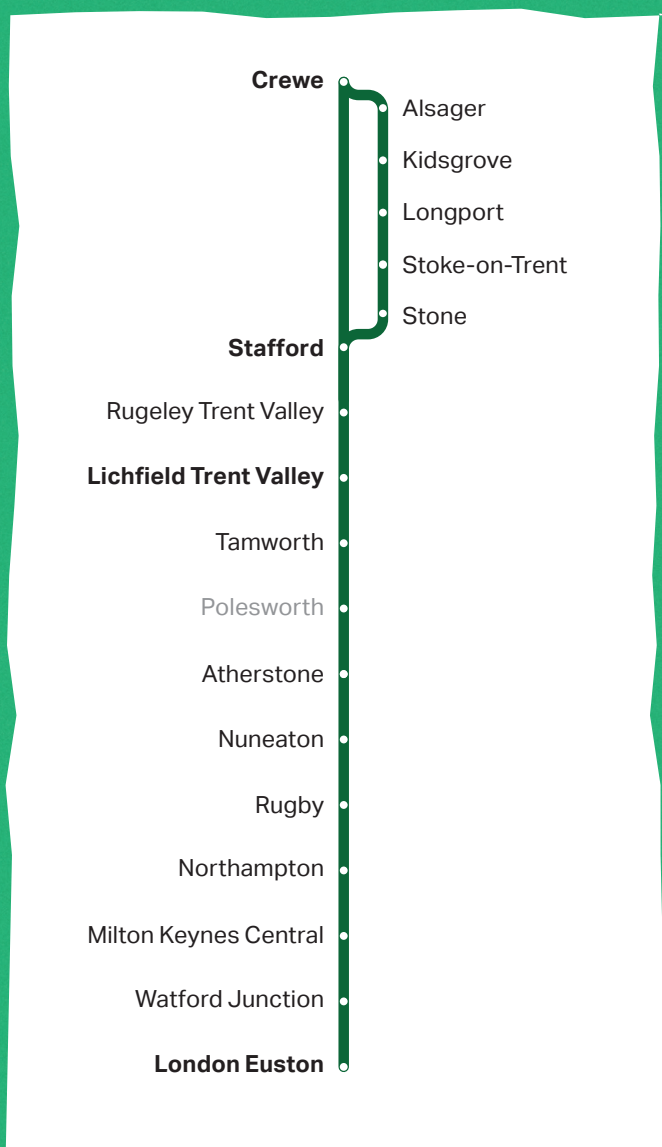 Crewe
Alsager
Kidsgrove
Longport
Stoke-on-Trent
Stone
Stafford
Rugeley Trent Valley
Lichfield Trent Valley
Tamworth
Polesworth
Atherstone
Nuneaton
Rugby
Northampton
Milton Keynes Central
Watford Junction
London Euston